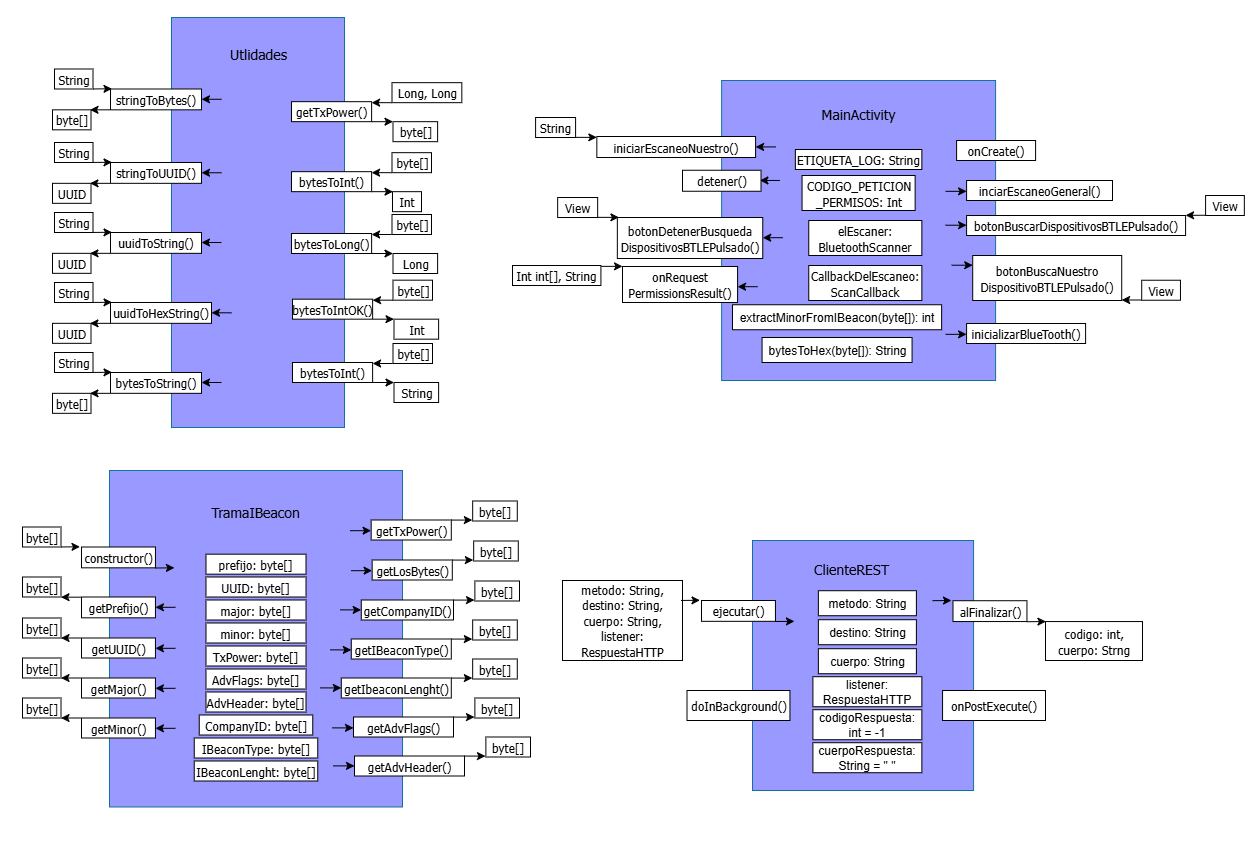 Utlidades
String
stringToBytes()
byte[]
String
stringToUUID()
UUID
String
uuidToString()
UUID
String
uuidToHexString()
UUID
String
bytesToString()
byte[]
Long, Long
getTxPower()
byte[]
byte[]
bytesToInt()
Int
byte[]
bytesToLong()
Long
byte[]
bytesToIntOK()
Int
byte[]
bytesToInt()
String
MainActivity
String
iniciarEscaneoNuestro()
detener()
View
botonDetenerBusqueda
DispositivosBTLEPulsado()
Int int[], String
onRequest
PermissionsResult()
ETIQUETA_LOG: String
CODIGO_PETICION
_PERMISOS: Int
elEscaner:
BluetoothScanner
CallbackDelEscaneo:
ScanCallback
extractMinorFromIBeacon(byte[]): int
bytesToHex(byte[]): String
onCreate()
inciarEscaneoGeneral()
View
botonBuscarDispositivosBTLEPulsado()
botonBuscaNuestro
DispositivoBTLEPulsado()
View
inicializarBlueTooth()
TramaIBeacon
byte[]
constructor()
byte[]
getPrefijo()
byte[]
getUUID()
byte[]
getMajor()
byte[]
getMinor()
prefijo: byte[]
UUID: byte[]
major: byte[]
minor: byte[]
TxPower: byte[]
AdvFlags: byte[]
AdvHeader: byte[]
CompanyID: byte[]
IBeaconType: byte[]
IBeaconLenght: byte[]
byte[]
getTxPower()
byte[]
getLosBytes()
byte[]
getCompanyID()
byte[]
getIBeaconType()
byte[]
getIbeaconLenght()
byte[]
getAdvFlags()
byte[]
getAdvHeader()
ClienteREST
metodo: String,
destino: String,
cuerpo: String,
listener:
RespuestaHTTP
ejecutar()
doInBackground()
metodo: String
destino: String
cuerpo: String
listener:
RespuestaHTTP
codigoRespuesta:
int = -1
cuerpoRespuesta:
String = " "
alFinalizar()
codigo: int,
cuerpo: Strng
onPostExecute()